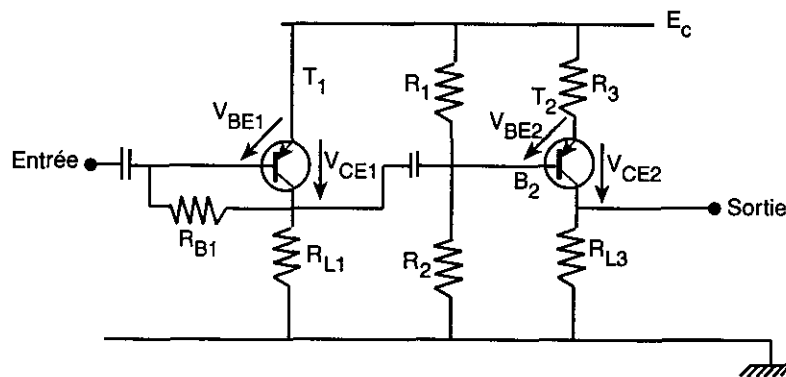 E_c
T_1
R_1
T_2
R_3
V_BE1
V_BE2
Entrée
V_CE1
V_CE2
B_2
Sortie
R_B1
R_L1
R_2
R_L3